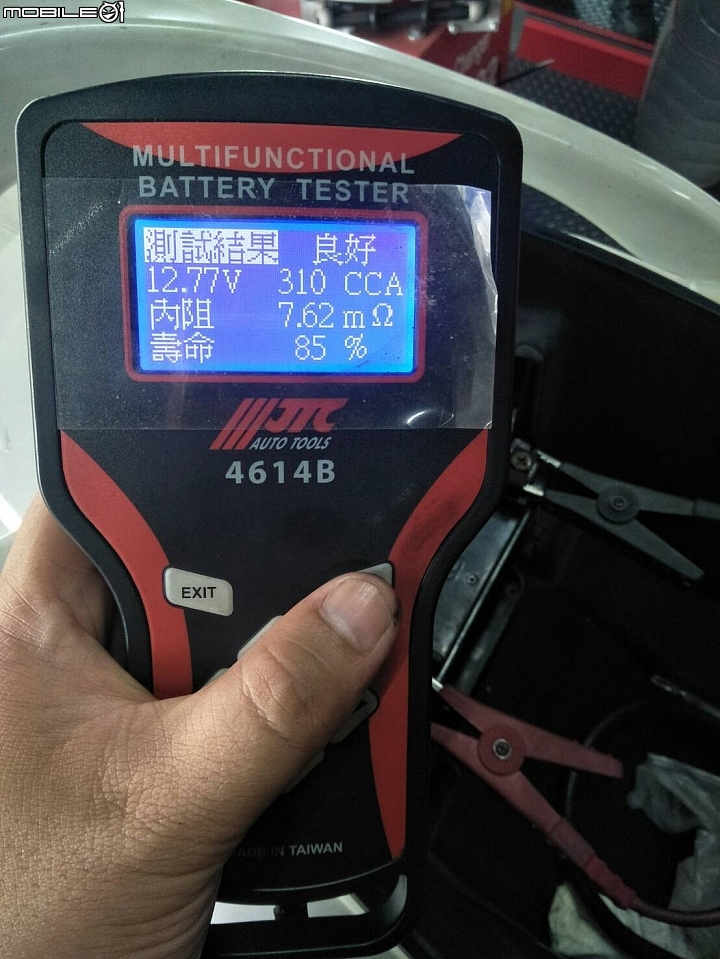 MOBILE01
MULTIFUNCTIONAL
BATTERY TESTER
測試結果 良好
12.77V 310 CCA
內阻 7.62 mΩ
壽命 85 %
JTC
AUTO TOOLS
4614B
EXIT
MADE IN TAIWAN